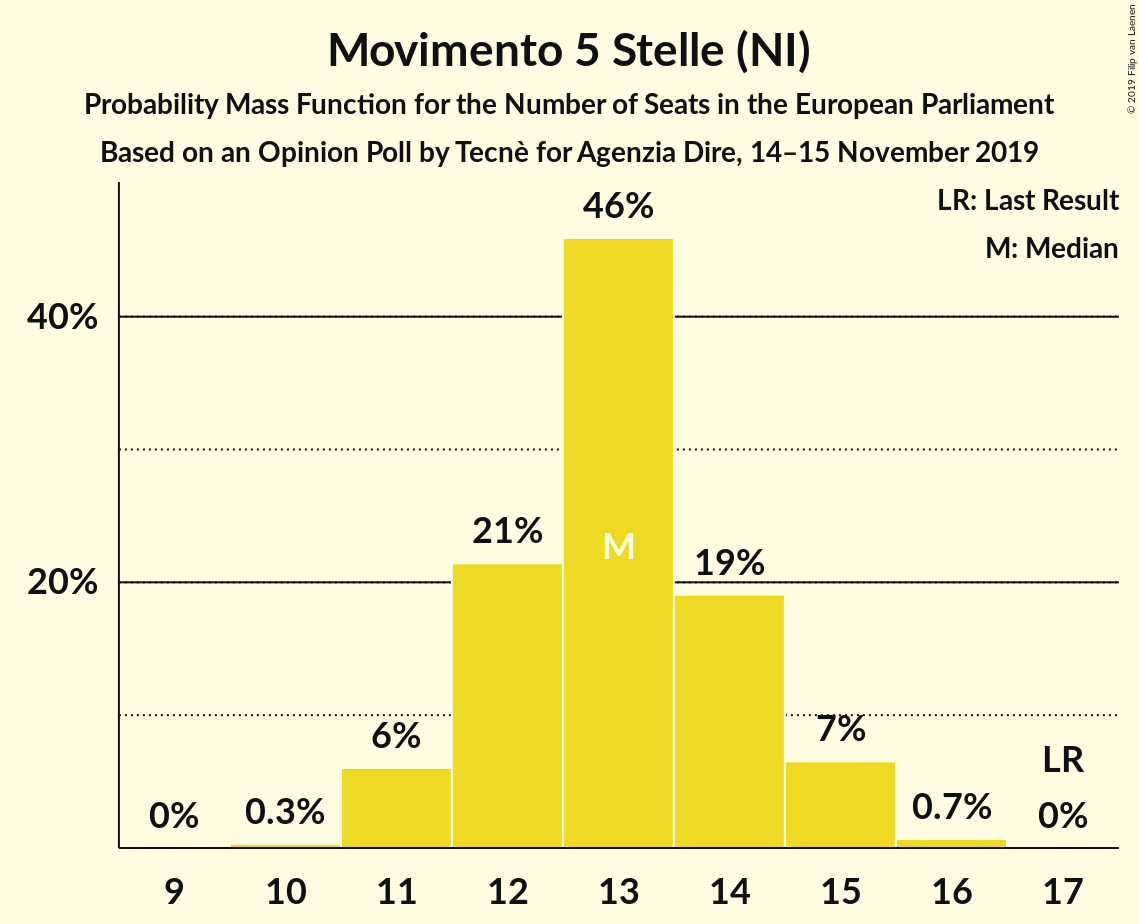 Movimento 5 Stelle (NI)
Probability Mass Function for the Number of Seats in the European Parliament
Based on an Opinion Poll by Tecnè for Agenzia Dire, 14–15 November 2019
© 2019 Filip van Laenen
LR: Last Result
M: Median
46%
40%
21%
M
19%
20%
6%
7%
LR
0%
0.3%
0.7%
0%
9 10 11 12 13 14 15 16 17